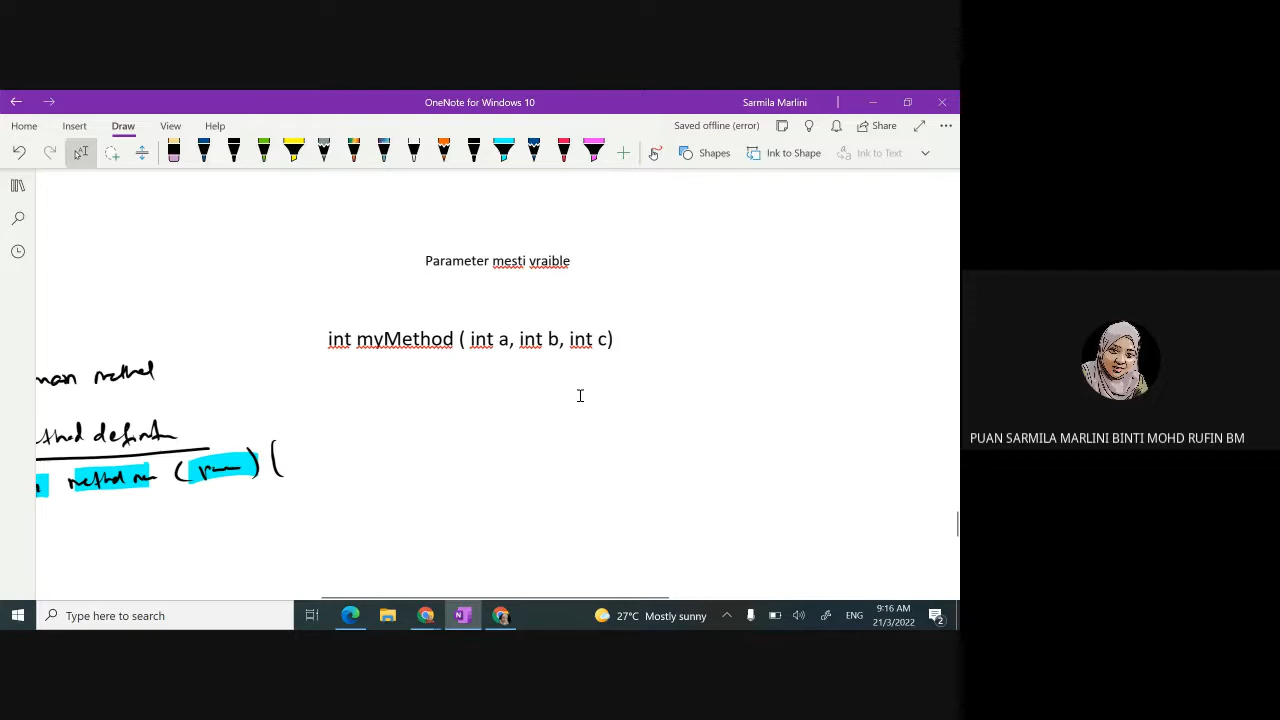 OneNote for Windows 10
Sarmila Marlini
Home Insert Draw View Help
Saved offline (error) Share
Shapes Ink to Shape Ink to Text
Parameter mesti vraible
int myMethod ( int a, int b, int c)
method
( ) (
PUAN SARMILA MARLINI BINTI MOHD RUFIN BM
Type here to search
27°C Mostly sunny
ENG
9:16 AM
21/3/2022
2